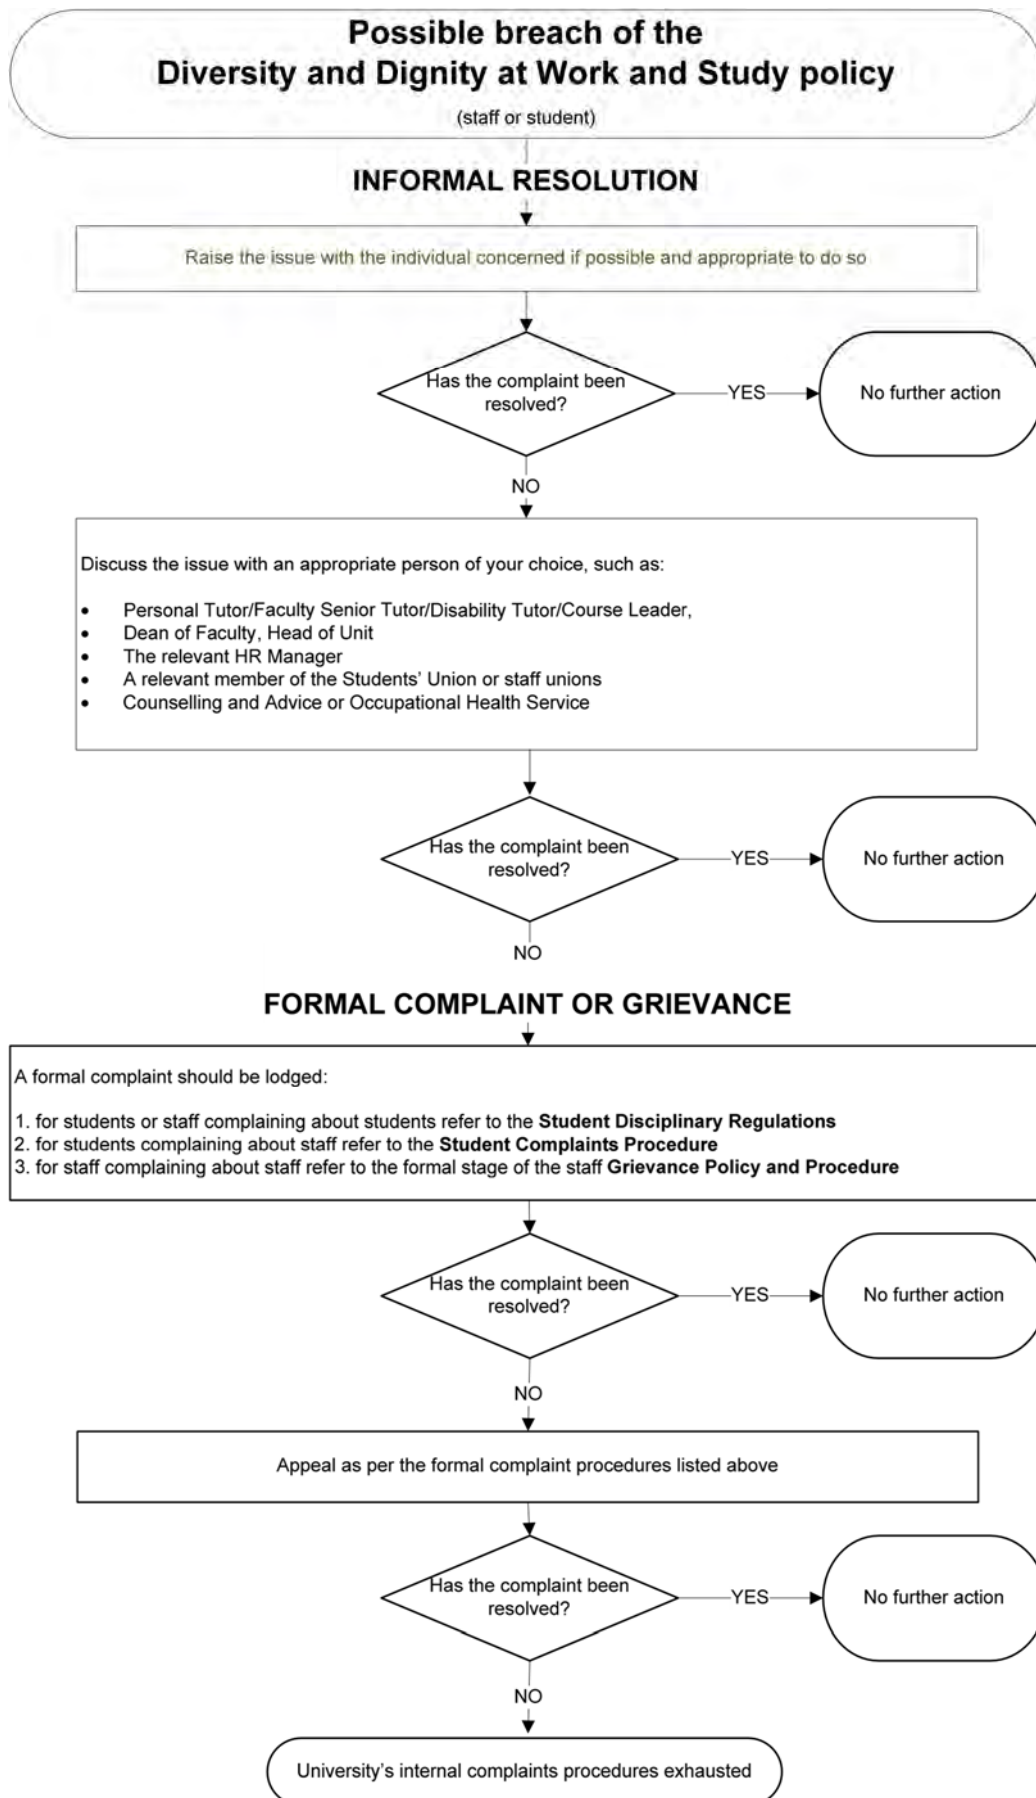 Possible breach of the
Diversity and Dignity at Work and Study policy
(staff or student)
INFORMAL RESOLUTION
Raise the issue with the individual concerned if possible and appropriate to do so
Has the complaint been
resolved?
YES
No further action
NO
Discuss the issue with an appropriate person of your choice, such as:
• Personal Tutor/Faculty Senior Tutor/Disability Tutor/Course Leader,
• Dean of Faculty, Head of Unit
• The relevant HR Manager
• A relevant member of the Students' Union or staff unions
• Counselling and Advice or Occupational Health Service
Has the complaint been
resolved?
YES
No further action
NO
FORMAL COMPLAINT OR GRIEVANCE
A formal complaint should be lodged:
1. for students or staff complaining about students refer to the Student Disciplinary Regulations
2. for students complaining about staff refer to the Student Complaints Procedure
3. for staff complaining about staff refer to the formal stage of the staff Grievance Policy and Procedure
Has the complaint been
resolved?
YES
No further action
NO
Appeal as per the formal complaint procedures listed above
Has the complaint been
resolved?
YES
No further action
NO
University's internal complaints procedures exhausted